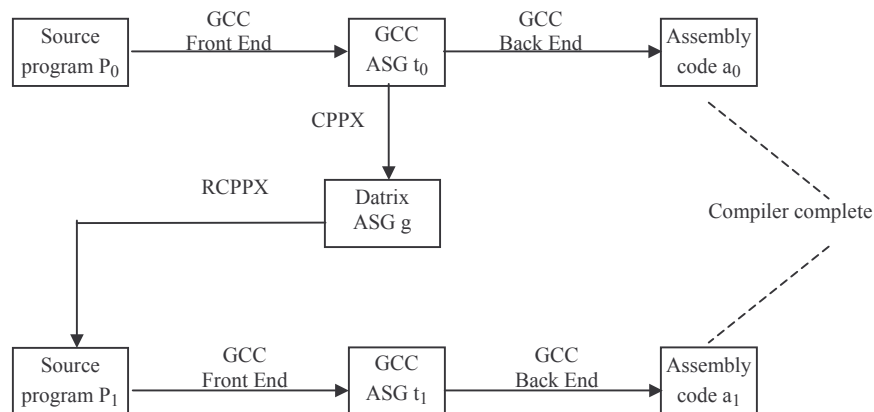 GCC
Front End
GCC
Back End
Source
program P₀
GCC
ASG t₀
Assembly
code a₀
CPPX
RCPPX
Datrix
ASG g
Compiler complete
Source
program P₁
GCC
Front End
GCC
ASG t₁
GCC
Back End
Assembly
code a₁